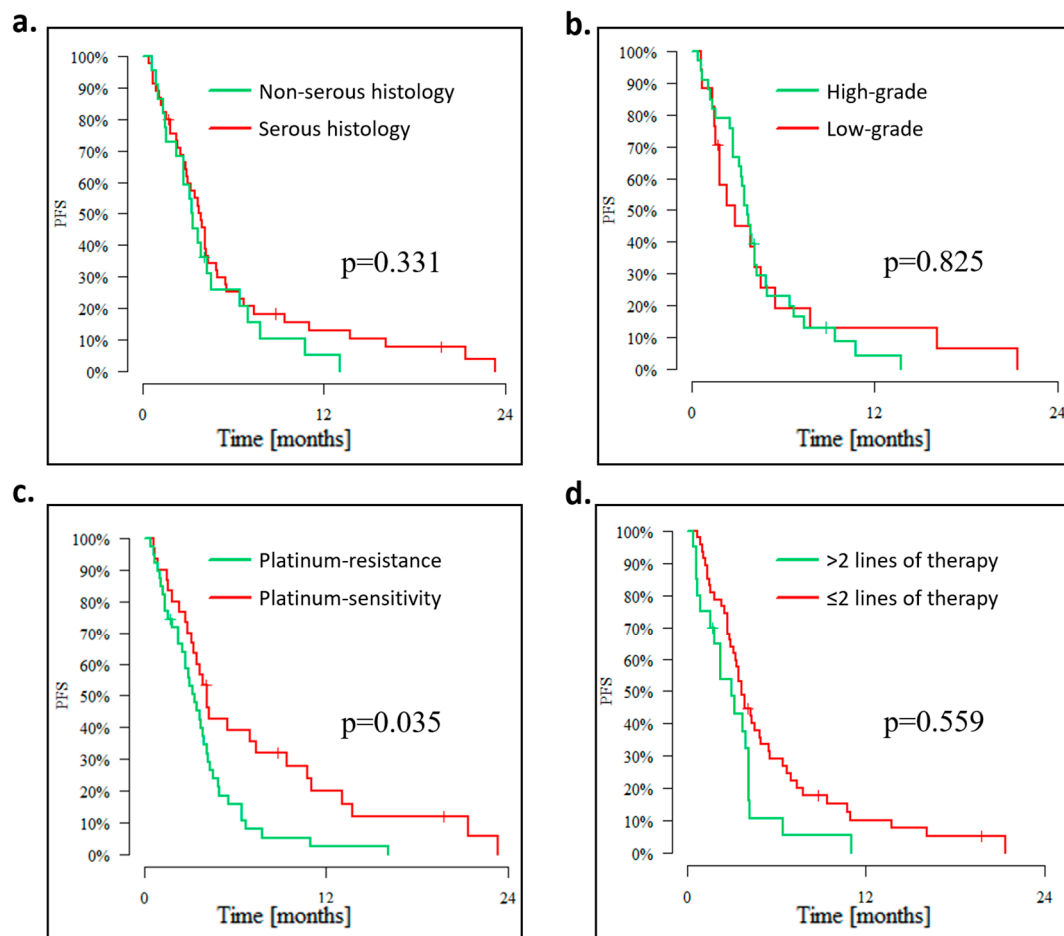 a.
100%
90%
80%
70%
60%
50%
40%
30%
20%
10%
0%
PFS
Non-serous histology
Serous histology
p=0.331
0
12
24
Time [months]
b.
100%
90%
80%
70%
60%
50%
40%
30%
20%
10%
0%
PFS
High-grade
Low-grade
p=0.825
0
12
24
Time [months]
c.
100%
90%
80%
70%
60%
50%
40%
30%
20%
10%
0%
PFS
Platinum-resistance
Platinum-sensitivity
p=0.035
0
12
24
Time [months]
d.
100%
90%
80%
70%
60%
50%
40%
30%
20%
10%
0%
PFS
>2 lines of therapy
≤2 lines of therapy
p=0.559
0
12
24
Time [months]